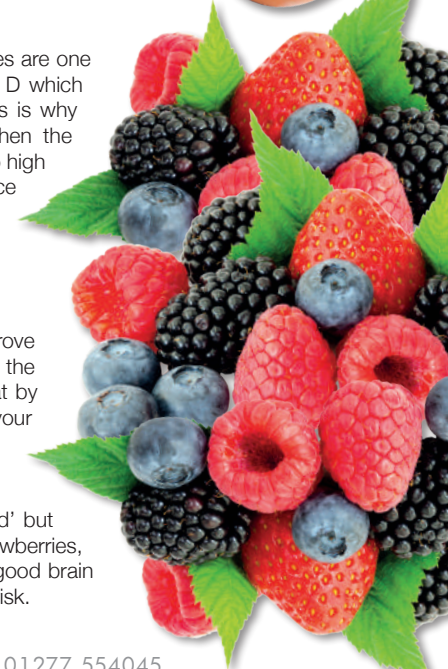 es are one
D which
s is why
hen the
high
ce
rove
the
t by
your
d’ but
wberries,
good brain
isk.
01277 554045